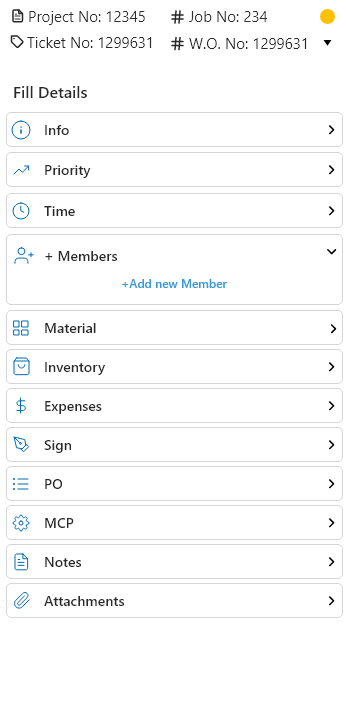 Project No: 12345 # Job No: 234
Ticket No: 1299631 # W.O. No: 1299631
Fill Details
Info
Priority
Time
+ Members
+Add new Member
Material
Inventory
Expenses
Sign
PO
MCP
Notes
Attachments